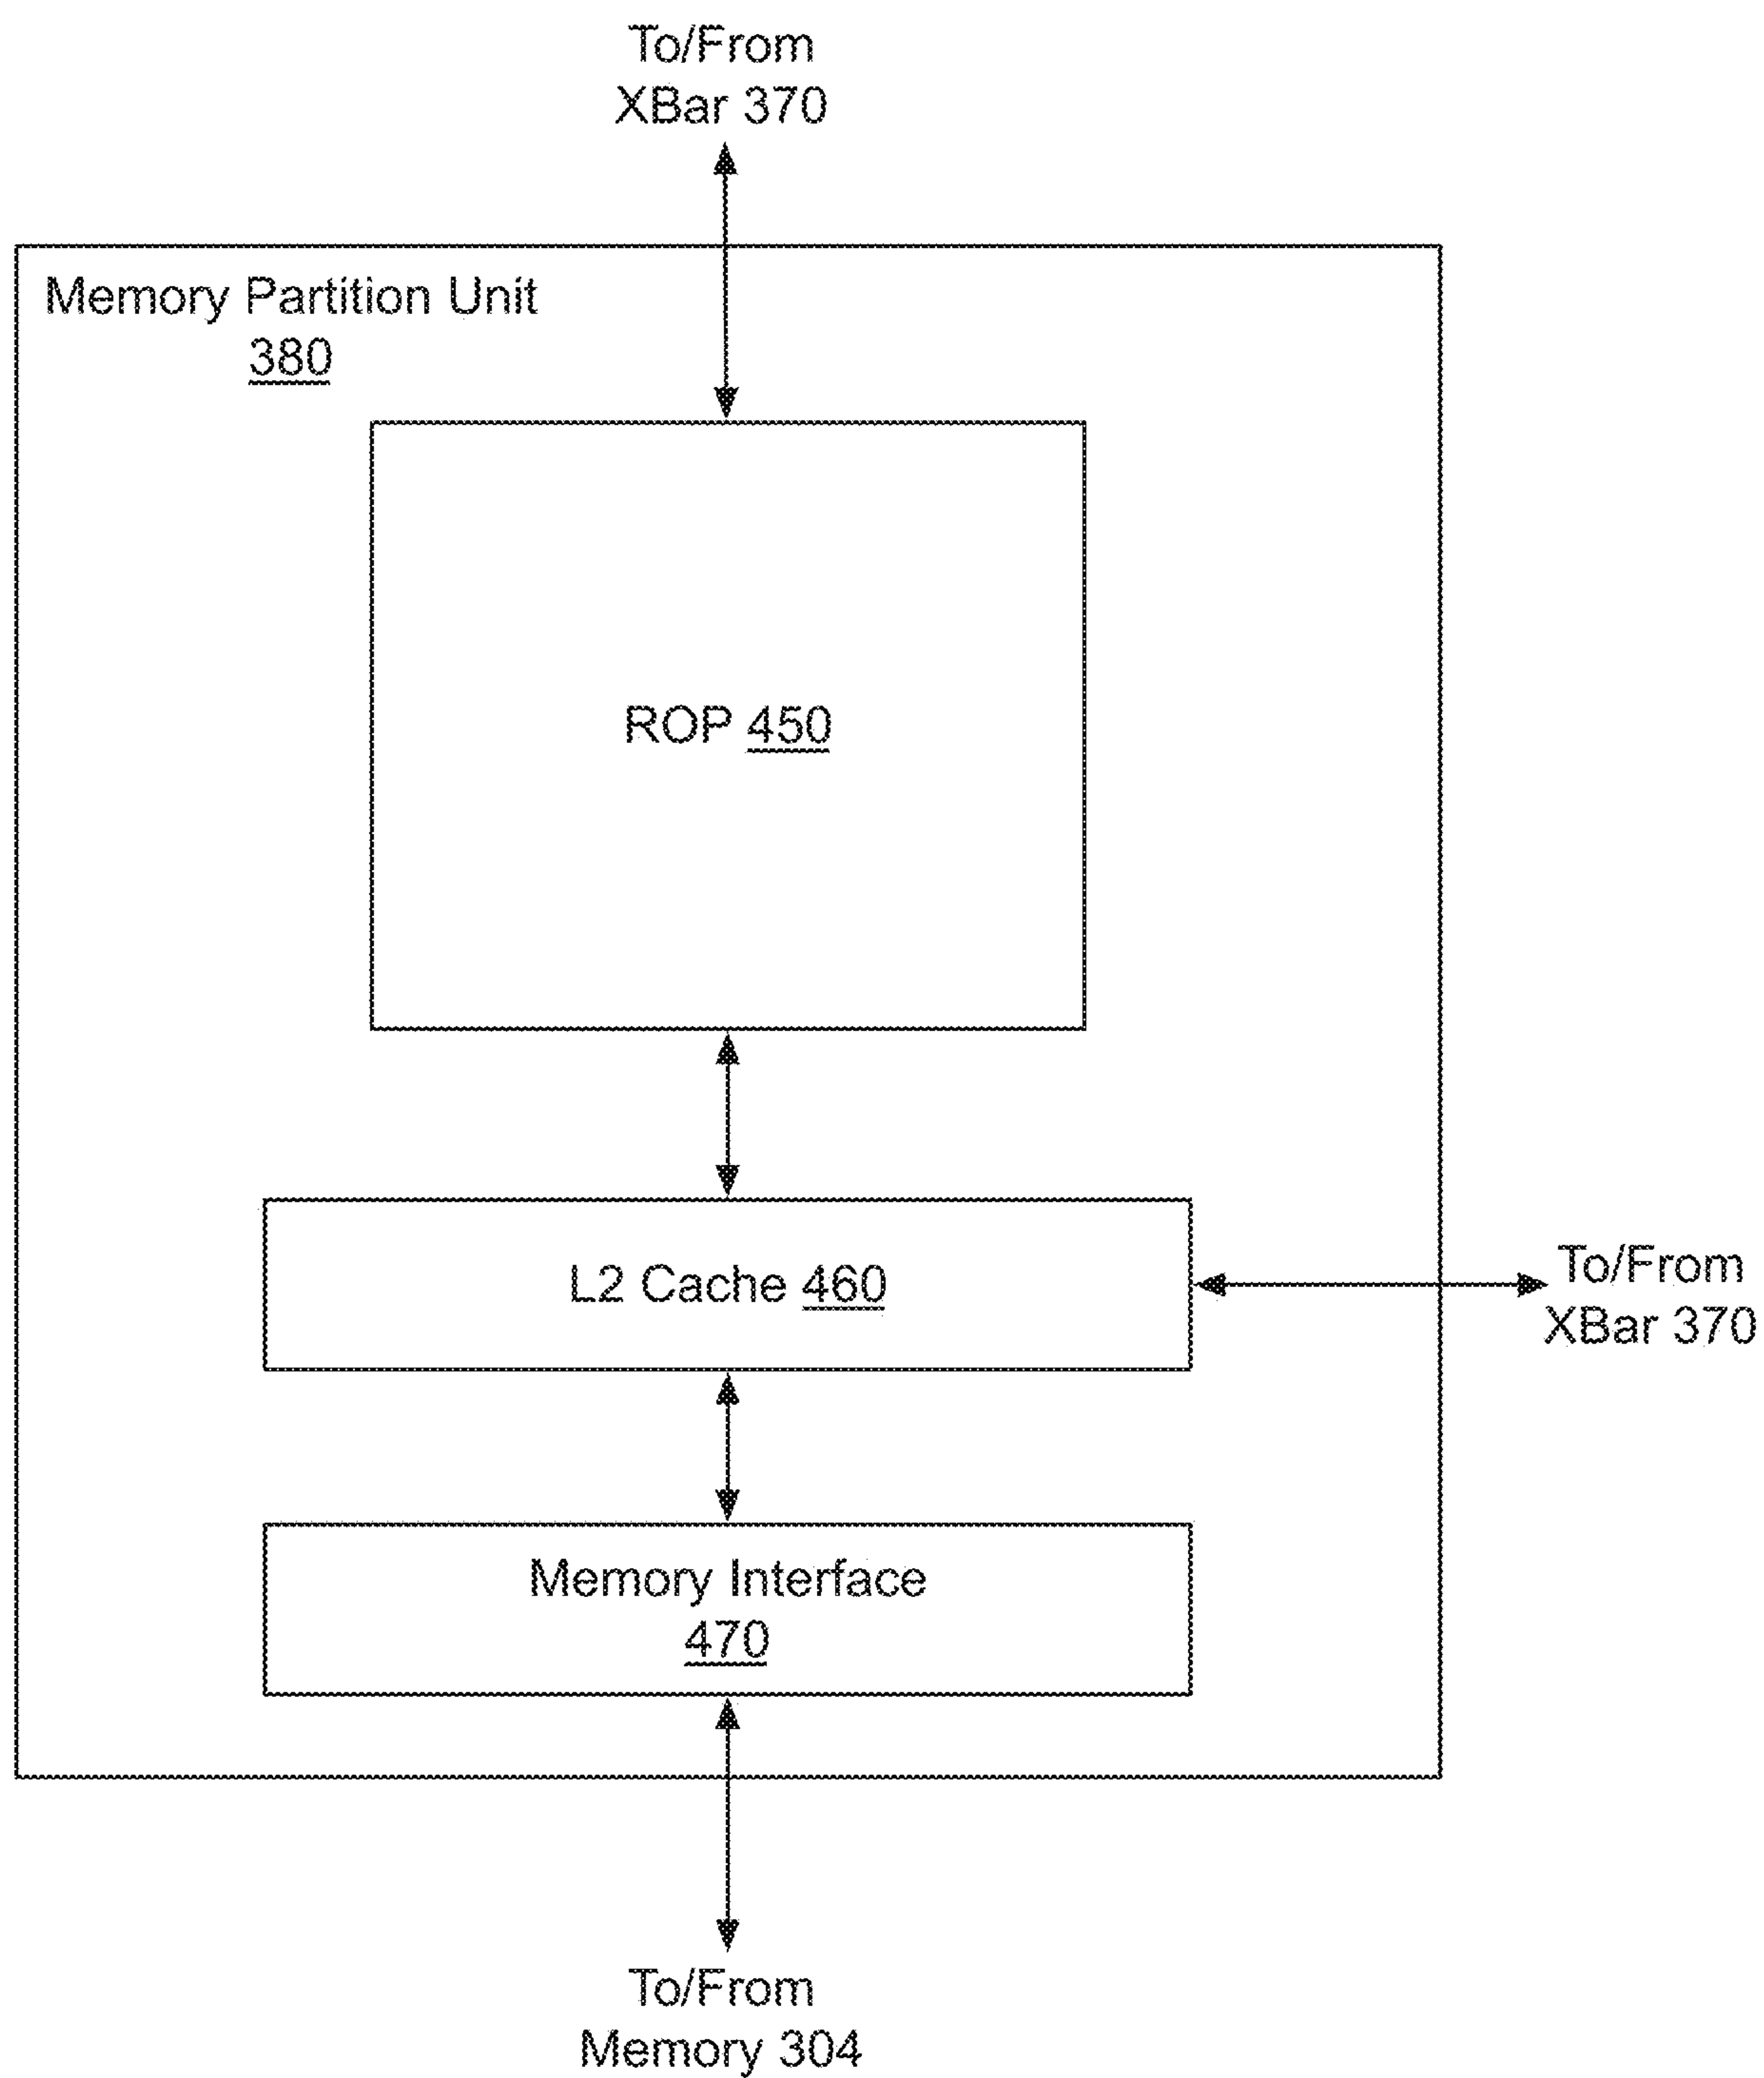 To/From
XBar 370
Memory Partition Unit
380
ROP 450
L2 Cache 460
To/From
XBar 370
Memory Interface
470
To/From
Memory 304